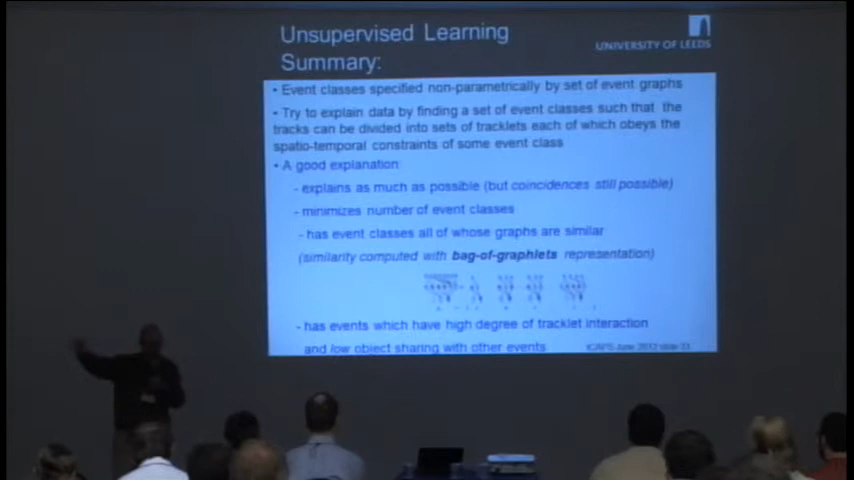 Unsupervised Learning
Summary:
UNIVERSITY OF LEEDS
• Event classes specified non-parametrically by set of event graphs
• Try to explain data by finding a set of event classes such that the
tracks can be divided into sets of tracklets each of which obeys the
spatio-temporal constraints of some event class
• A good explanation:
- explains as much as possible (but coincidences still possible)
- minimizes number of event classes
- has event classes all of whose graphs are similar
(similarity computed with bag-of-graphlets representation)
- has events which have high degree of tracklet interaction
and low object sharing with other events.
ICAPS June 2012 slide 33